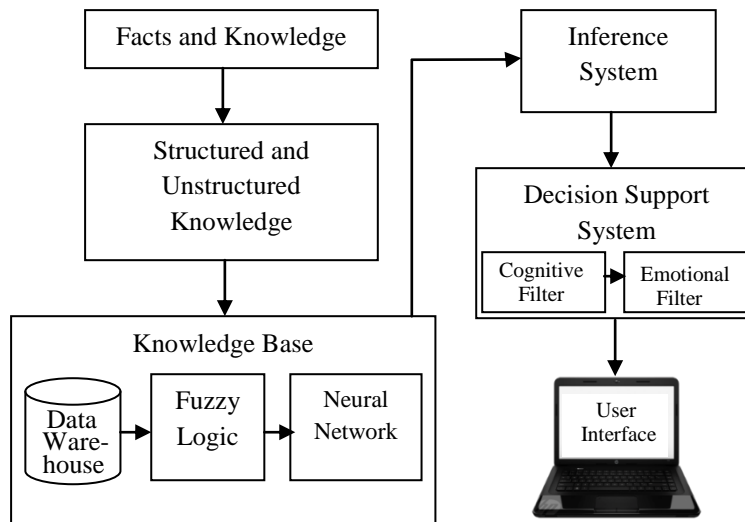 Facts and Knowledge
Structured and
Unstructured
Knowledge
Knowledge Base
Data
Ware-
house
Fuzzy
Logic
Neural
Network
Inference
System
Decision Support
System
Cognitive
Filter
Emotional
Filter
User
Interface